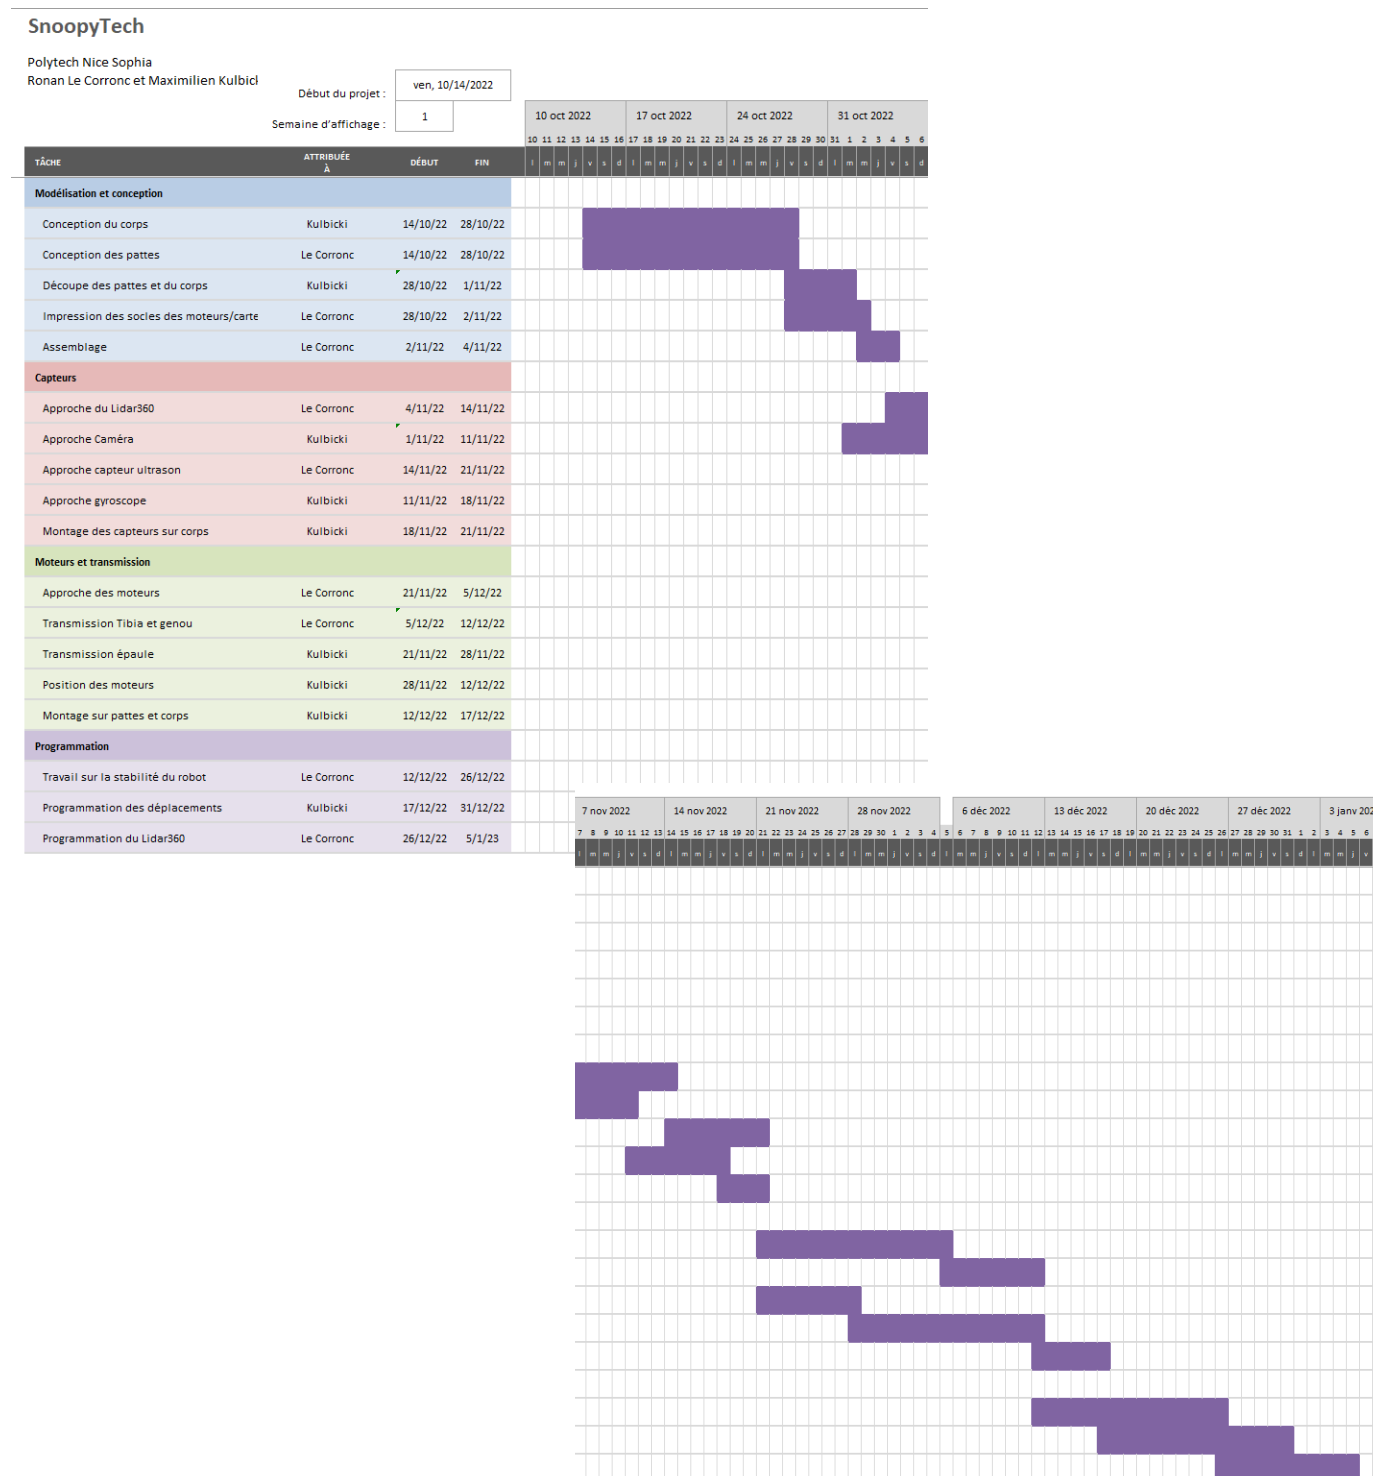 SnoopyTech
Polytech Nice Sophia
Ronan Le Corronc et Maximilien Kulbick
Début du projet : ven, 10/14/2022
Semaine d'affichage : 1
10 oct 2022 17 oct 2022 24 oct 2022 31 oct 2022
10 11 12 13 14 15 16 17 18 19 20 21 22 23 24 25 26 27 28 29 30 31 1 2 3 4 5 6
TÂCHE ATTRIBUÉE À DÉBUT FIN l m m j v s d l m m j v s d l m m j v s d l m m j v s d
Modélisation et conception
Conception du corps Kulbicki 14/10/22 28/10/22
Conception des pattes Le Corronc 14/10/22 28/10/22
Découpe des pattes et du corps Kulbicki 28/10/22 1/11/22
Impression des socles des moteurs/carte Le Corronc 28/10/22 2/11/22
Assemblage Le Corronc 2/11/22 4/11/22
Capteurs
Approche du Lidar360 Le Corronc 4/11/22 14/11/22
Approche Caméra Kulbicki 1/11/22 11/11/22
Approche capteur ultrason Le Corronc 14/11/22 21/11/22
Approche gyroscope Kulbicki 11/11/22 18/11/22
Montage des capteurs sur corps Kulbicki 18/11/22 21/11/22
Moteurs et transmission
Approche des moteurs Le Corronc 21/11/22 5/12/22
Transmission Tibia et genou Le Corronc 5/12/22 12/12/22
Transmission épaule Kulbicki 21/11/22 28/11/22
Position des moteurs Kulbicki 28/11/22 12/12/22
Montage sur pattes et corps Kulbicki 12/12/22 17/12/22
Programmation
Travail sur la stabilité du robot Le Corronc 12/12/22 26/12/22
Programmation des déplacements Kulbicki 17/12/22 31/12/22
Programmation du Lidar360 Le Corronc 26/12/22 5/1/23
7 nov 2022 14 nov 2022 21 nov 2022 28 nov 2022 6 déc 2022 13 déc 2022 20 déc 2022 27 déc 2022 3 janv 202
7 8 9 10 11 12 13 14 15 16 17 18 19 20 21 22 23 24 25 26 27 28 29 30 1 2 3 4 5 6 7 8 9 10 11 12 13 14 15 16 17 18 19 20 21 22 23 24 25 26 27 28 29 30 31 1 2 3 4 5 6
l m m j v s d l m m j v s d l m m j v s d l m m j v s d l m m j v s d l m m j v s d l m m j v s d l m m j v s d l m m j v